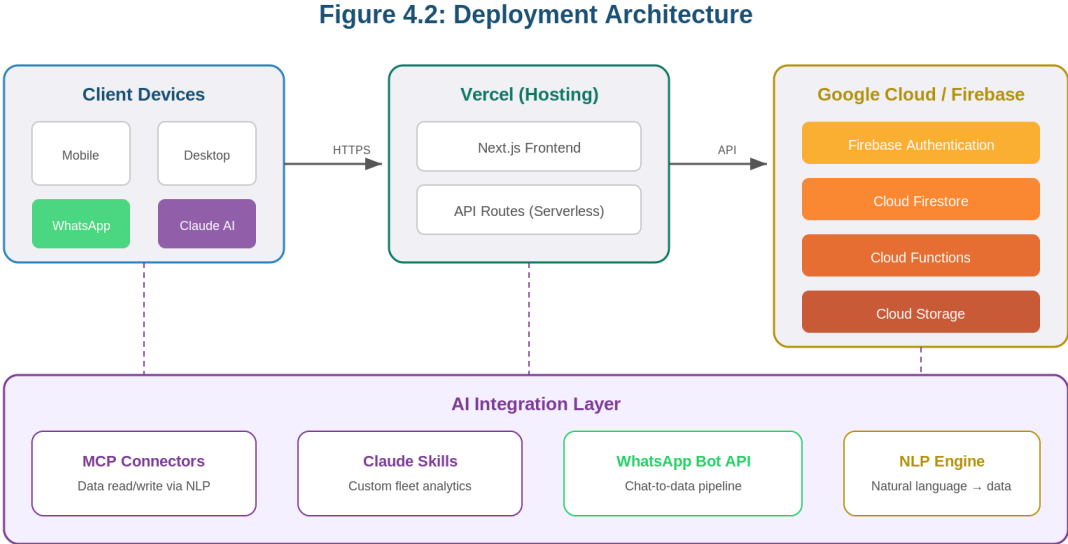 Figure 4.2: Deployment Architecture
Client Devices
Mobile
Desktop
WhatsApp
Claude AI
HTTPS
Vercel (Hosting)
Next.js Frontend
API Routes (Serverless)
API
Google Cloud / Firebase
Firebase Authentication
Cloud Firestore
Cloud Functions
Cloud Storage
AI Integration Layer
MCP Connectors
Data read/write via NLP
Claude Skills
Custom fleet analytics
WhatsApp Bot API
Chat-to-data pipeline
NLP Engine
Natural language → data